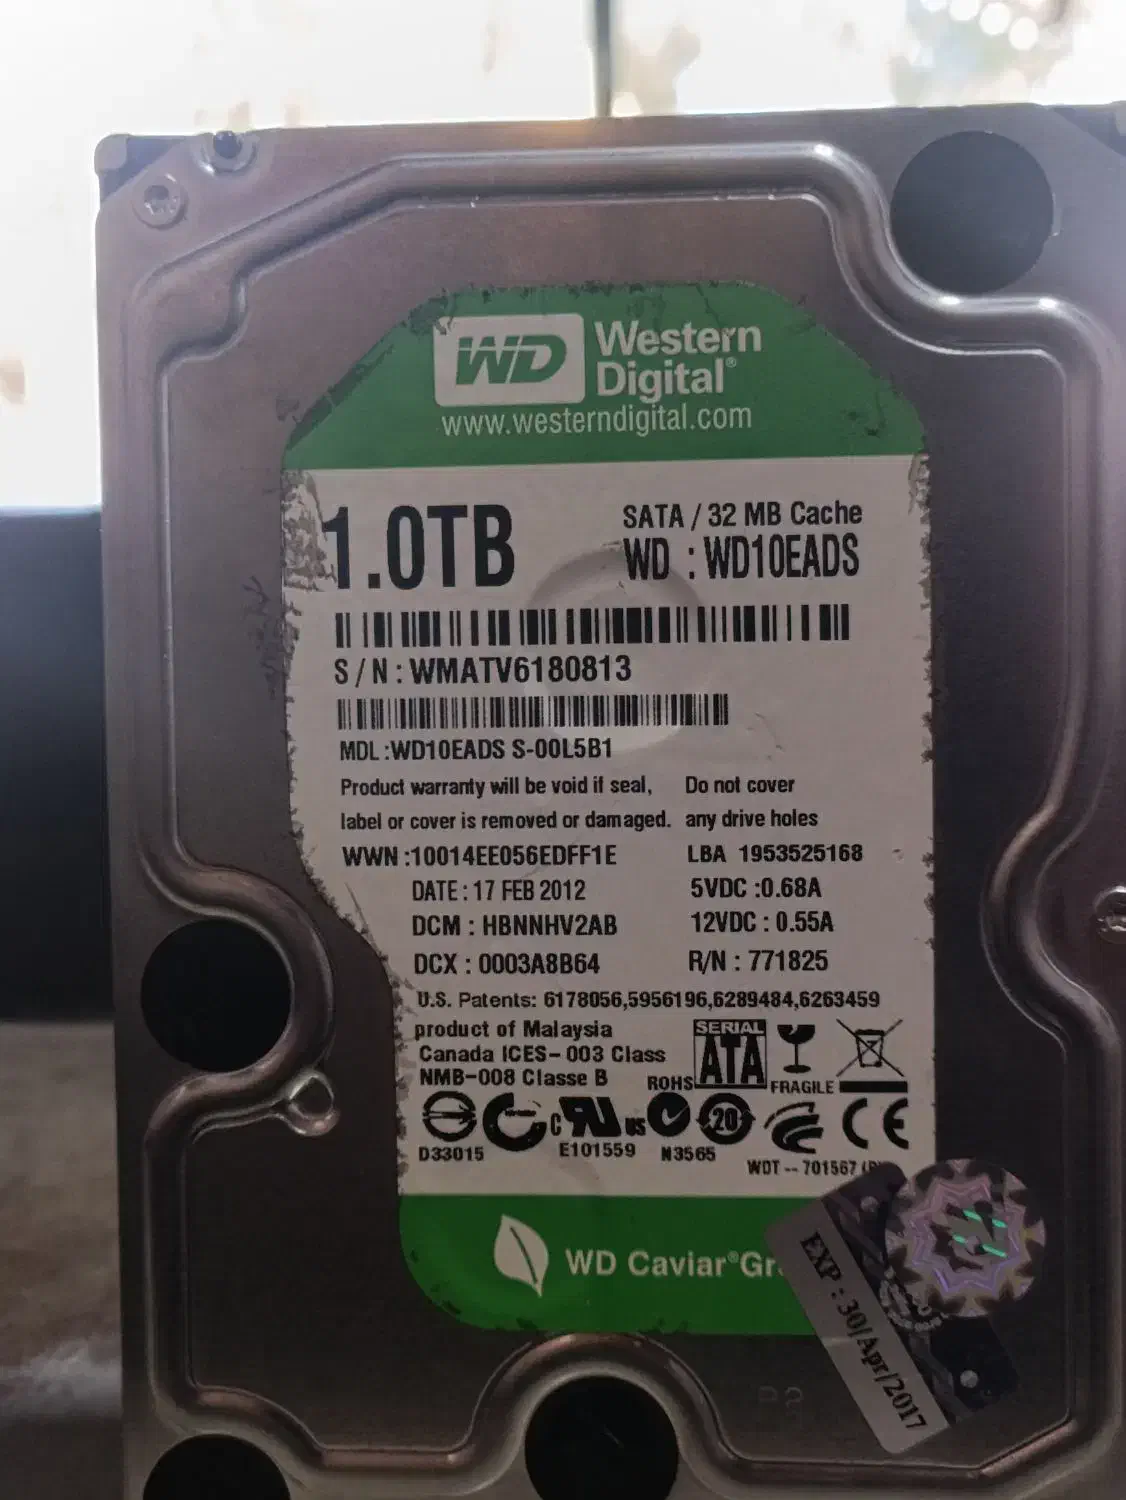 WD Western
Digital®
www.westerndigital.com
1.0TB
SATA / 32 MB Cache
WD : WD10EADS
S/N : WMATV6180813
MDL :WD10EADS S-00L5B1
Product warranty will be void if seal, Do not cover
label or cover is removed or damaged. any drive holes
WWN :10014EE056EDFF1E LBA 1953525168
DATE : 17 FEB 2012 5VDC :0.68A
DCM : HBNNHV2AB 12VDC : 0.55A
DCX : 0003A8B64 R/N : 771825
U.S. Patents: 6178056,5956196,6289484,6263459
product of Malaysia
Canada ICES-003 Class
NMB-008 Classe B
ROHS
SERIAL
ATA
FRAGILE
c US
20
CE
D33015 E101559 N3565
WDT -- 701567
WD Caviar®Gr
EXP : 30/Apr/2017